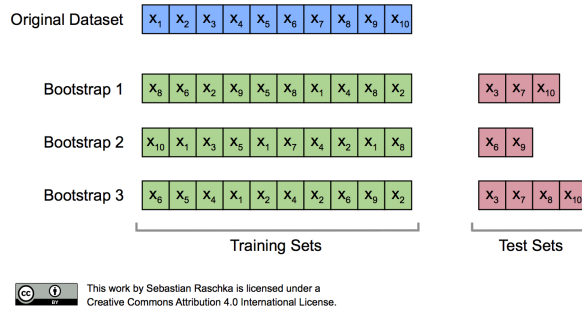 Original Dataset x1 x2 x3 x4 x5 x6 x7 x8 x9 x10
Bootstrap 1 x8 x6 x2 x9 x5 x8 x1 x4 x8 x2 x3 x7 x10
Bootstrap 2 x10 x1 x3 x5 x1 x7 x4 x2 x1 x8 x6 x9
Bootstrap 3 x6 x5 x4 x1 x2 x4 x2 x6 x9 x2 x3 x7 x8 x10
Training Sets Test Sets
cc BY This work by Sebastian Raschka is licensed under a
Creative Commons Attribution 4.0 International License.